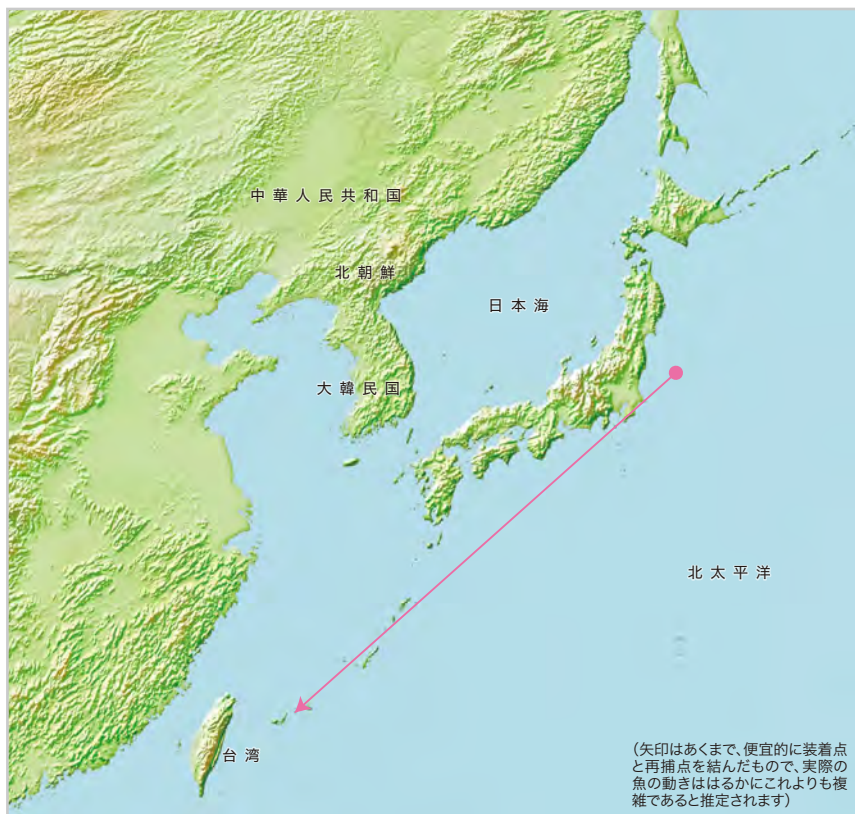 中華人民共和国
北朝鮮
日本海
大韓民国
北太平洋
台湾
(矢印はあくまで、便宜的に装着点
と再捕点を結んだもので、実際の
魚の動きははるかにこれよりも複
雑であると推定されます)